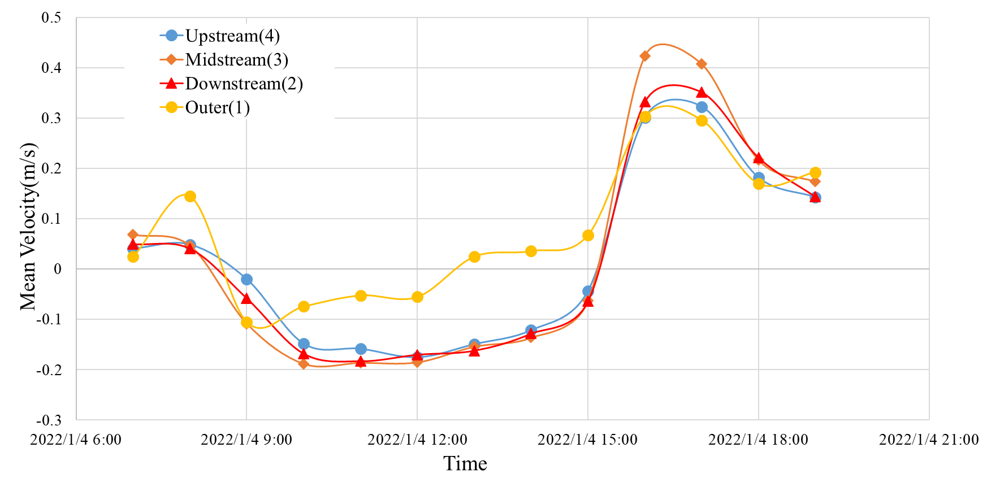 Upstream(4)
Midstream(3)
Downstream(2)
Outer(1)
Mean Velocity(m/s)
0.5
0.4
0.3
0.2
0.1
0
-0.1
-0.2
-0.3
2022/1/4 6:00
2022/1/4 9:00
2022/1/4 12:00
2022/1/4 15:00
2022/1/4 18:00
2022/1/4 21:00
Time